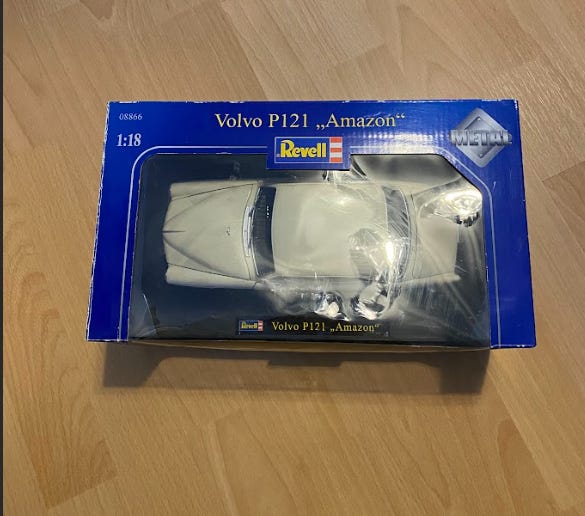 08866
Volvo P121 „Amazon“
1:18
Revell
METAL
Revell
Volvo P121 „Amazon“